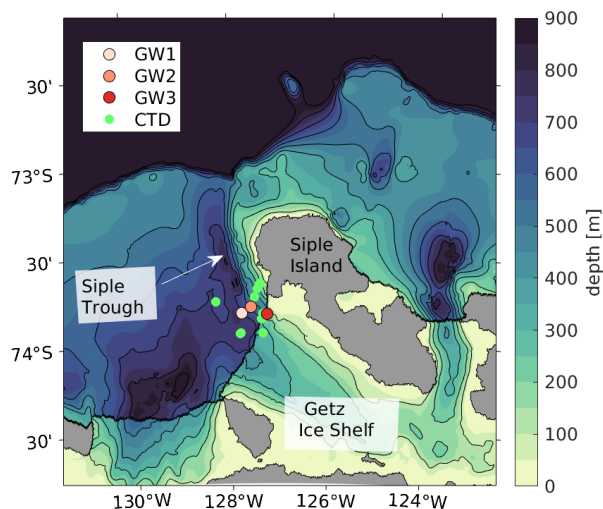 GW1
GW2
GW3
CTD
30'
73°S
30'
74°S
30'
Siple
Island
Siple
Trough
Getz
Ice Shelf
130°W
128°W
126°W
124°W
900
800
700
600
500
400
300
200
100
0
depth [m]